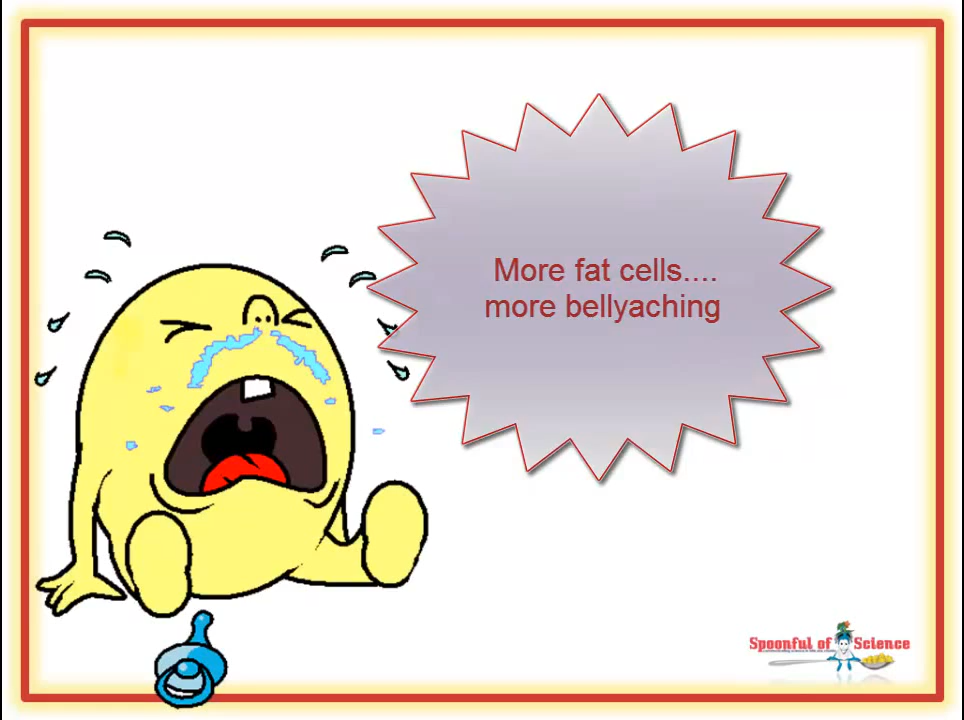 More fat cells....
more bellyaching
Spoonful of Science